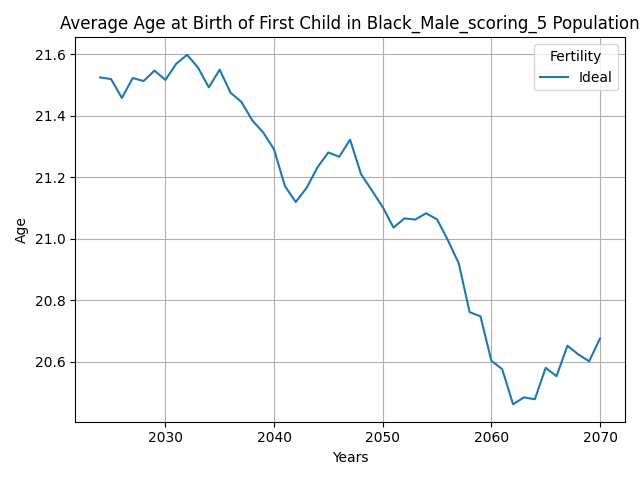 Average Age at Birth of First Child in Black_Male_scoring_5 Population
Fertility
Ideal
21.6
21.4
21.2
21.0
20.8
20.6
Age
2030
2040
2050
2060
2070
Years